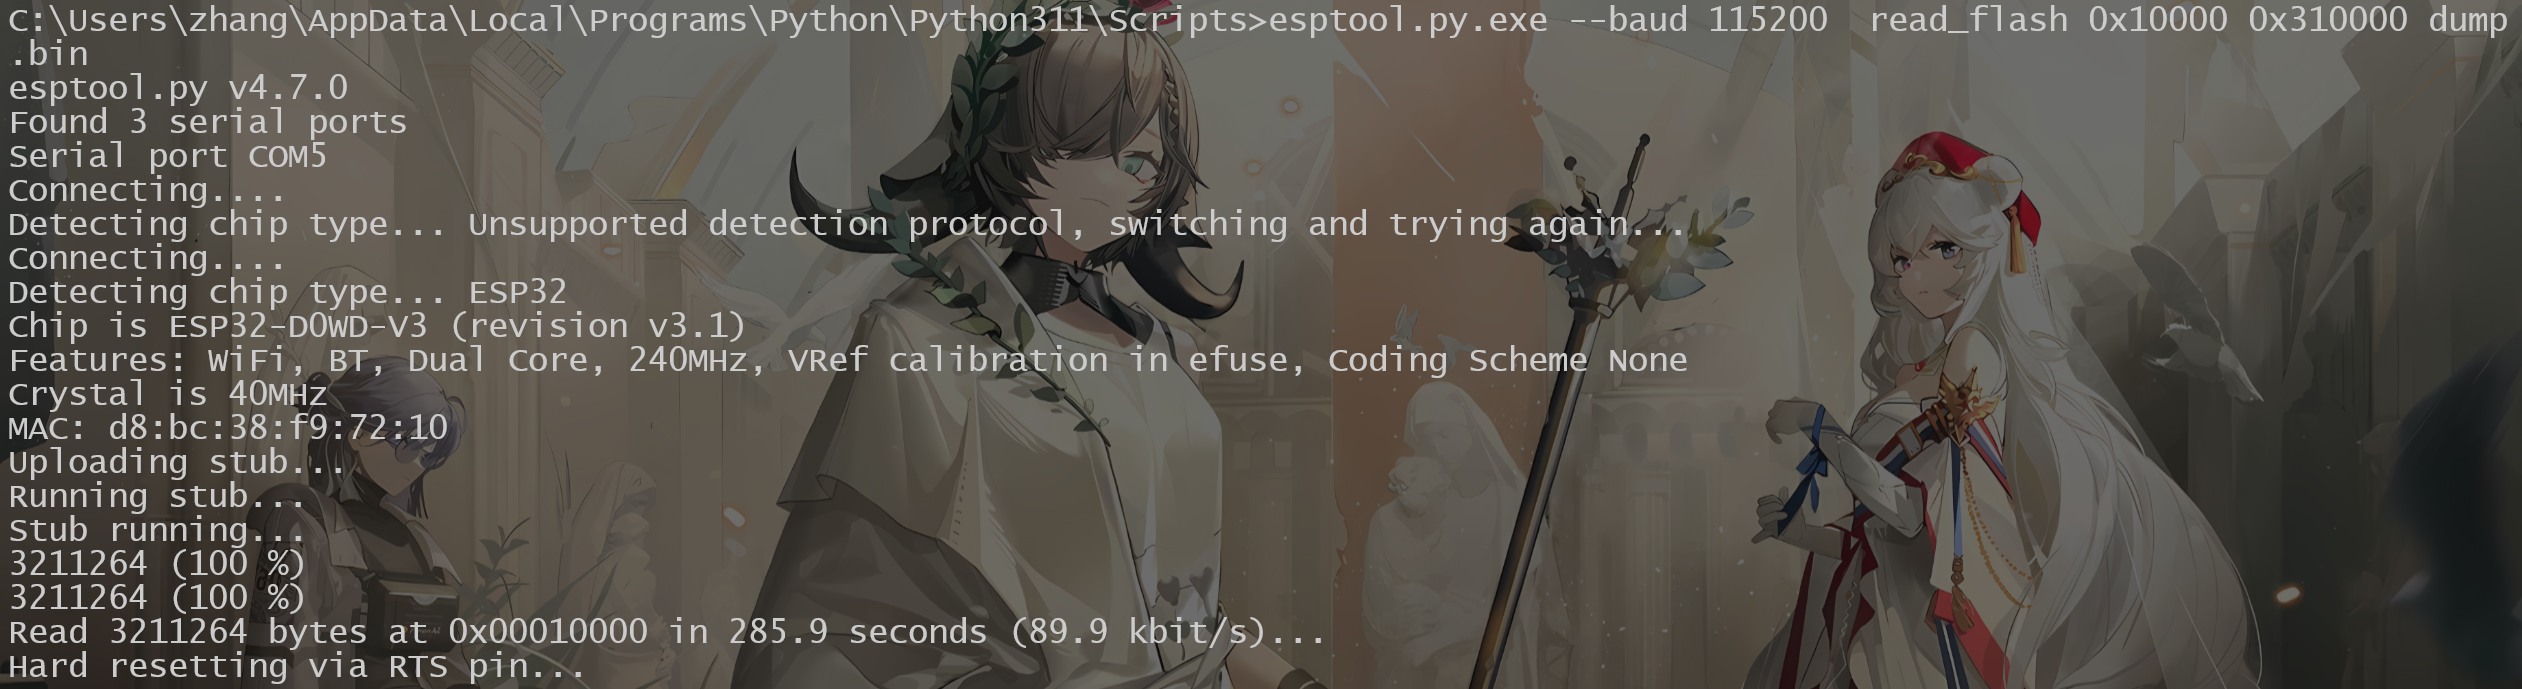 C:\Users\zhang\AppData\Local\Programs\Python\Python311\Scripts>esptool.py.exe --baud 115200  read_flash 0x10000 0x310000 dump
.bin
esptool.py v4.7.0
Found 3 serial ports
Serial port COM5
Connecting....
Detecting chip type... Unsupported detection protocol, switching and trying again...
Connecting....
Detecting chip type... ESP32
Chip is ESP32-D0WD-V3 (revision v3.1)
Features: WiFi, BT, Dual Core, 240MHz, VRef calibration in efuse, Coding Scheme None
Crystal is 40MHz
MAC: d8:bc:38:f9:72:10
Uploading stub...
Running stub...
Stub running...
3211264 (100 %)
3211264 (100 %)
Read 3211264 bytes at 0x00010000 in 285.9 seconds (89.9 kbit/s)...
Hard resetting via RTS pin...